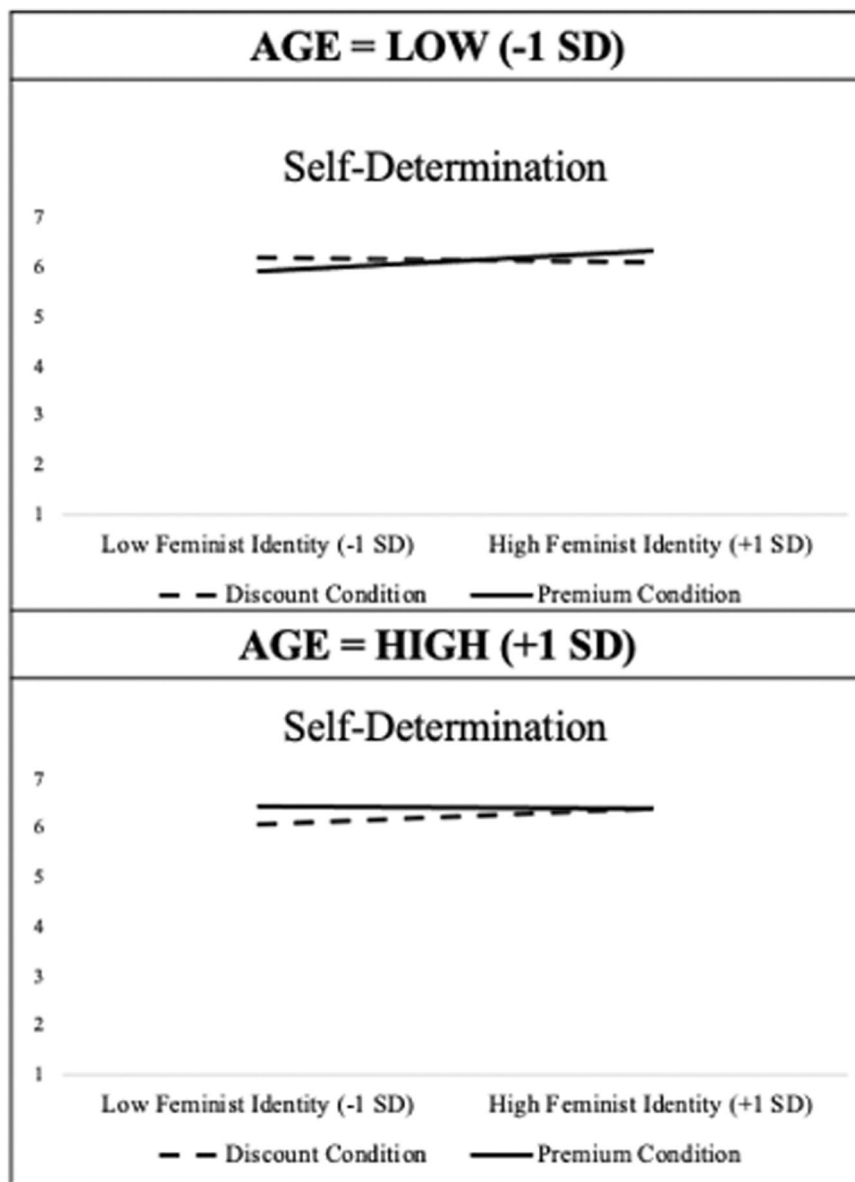 AGE = LOW (-1 SD)
Self-Determination
7
6
5
4
3
2
1
Low Feminist Identity (-1 SD) High Feminist Identity (+1 SD)
Discount Condition Premium Condition
AGE = HIGH (+1 SD)
Self-Determination
7
6
5
4
3
2
1
Low Feminist Identity (-1 SD) High Feminist Identity (+1 SD)
Discount Condition Premium Condition